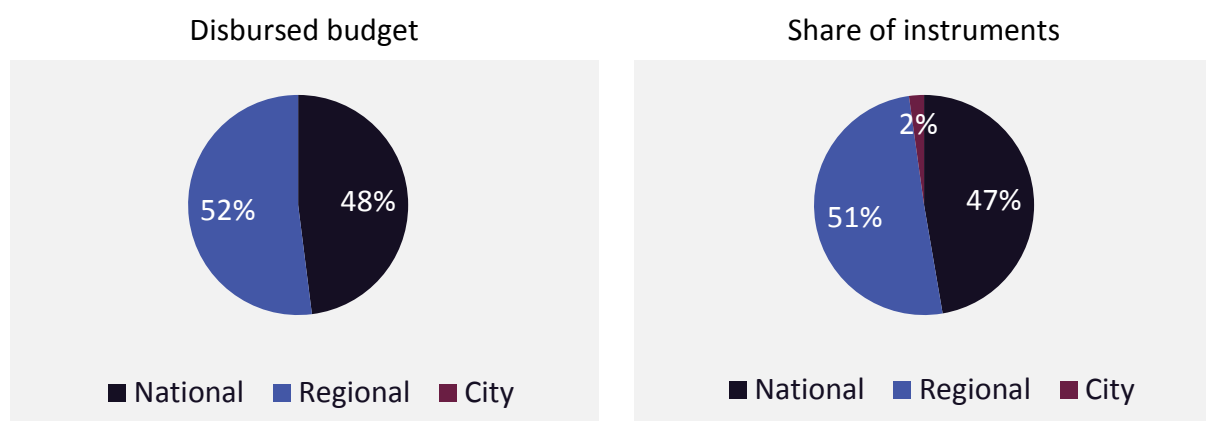 Disbursed budget
52%
48%
National
Regional
City
Share of instruments
2%
47%
51%
National
Regional
City